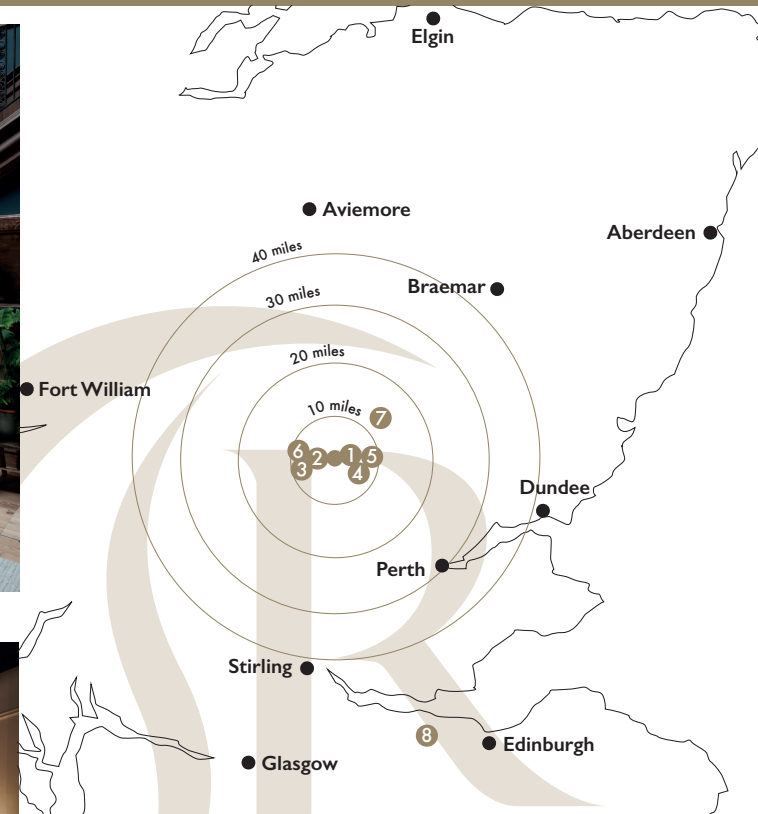 Elgin
Aviemore
Aberdeen
40 miles
Braemar
30 miles
20 miles
Fort William
10 miles
7
6
2
1
5
3
4
Dundee
Perth
Stirling
8
Edinburgh
Glasgow